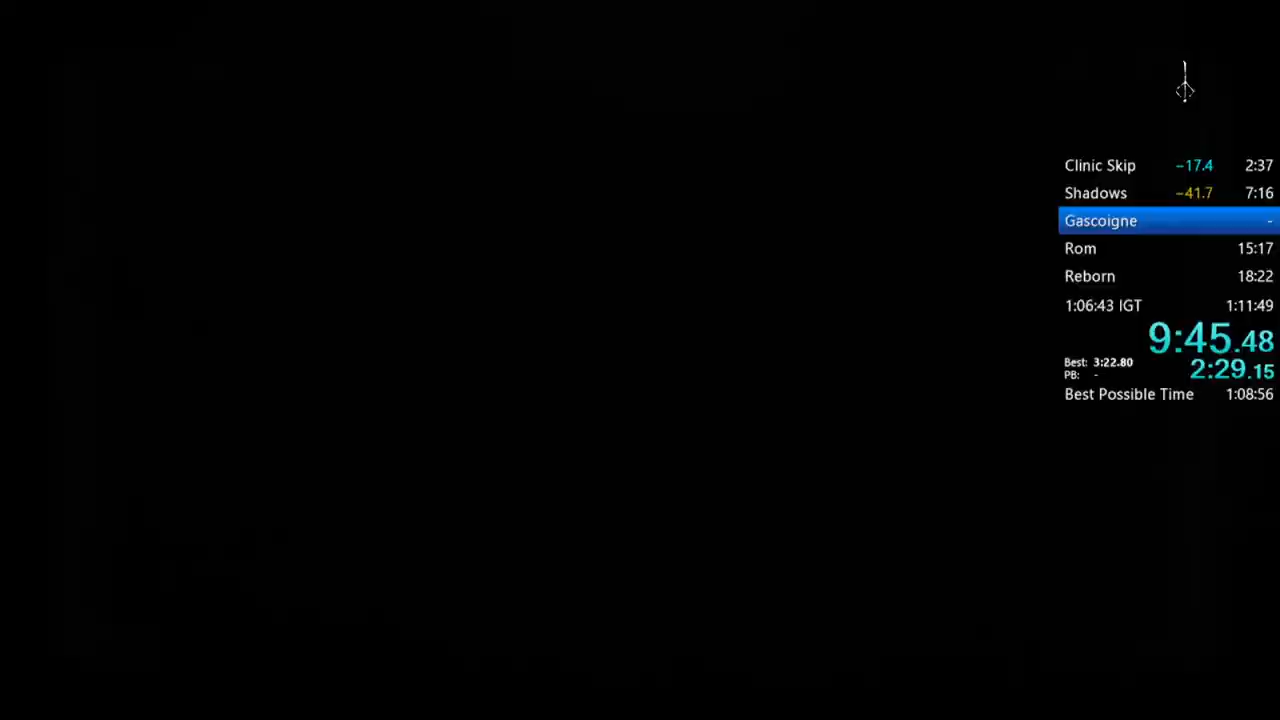 Clinic Skip -17.4 2:37
Shadows -41.7 7:16
Gascoigne -
Rom 15:17
Reborn 18:22
1:06:43 IGT 1:11:49
9:45.48
Best: 3:22.80
PB: -
2:29.15
Best Possible Time 1:08:56